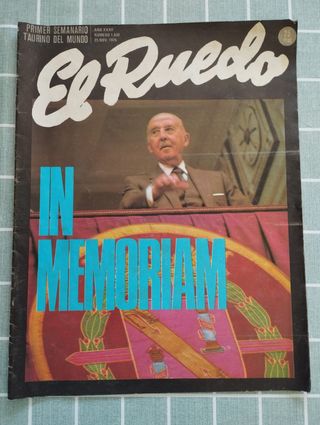 PRIMER SEMANARIO
TAURINO DEL MUNDO
El Ruedo
IN
MEMORIAM